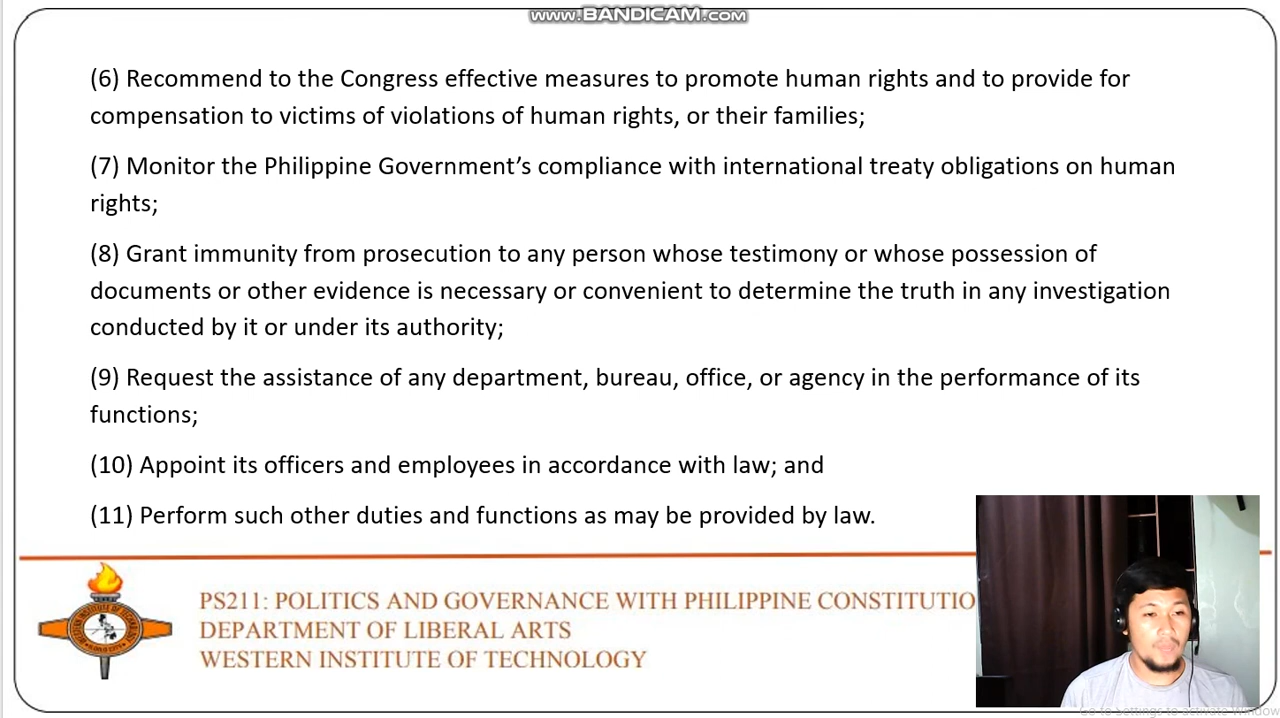 www.BANDICAM.com
(6) Recommend to the Congress effective measures to promote human rights and to provide for
compensation to victims of violations of human rights, or their families;
(7) Monitor the Philippine Government’s compliance with international treaty obligations on human
rights;
(8) Grant immunity from prosecution to any person whose testimony or whose possession of
documents or other evidence is necessary or convenient to determine the truth in any investigation
conducted by it or under its authority;
(9) Request the assistance of any department, bureau, office, or agency in the performance of its
functions;
(10) Appoint its officers and employees in accordance with law; and
(11) Perform such other duties and functions as may be provided by law.
PS211: POLITICS AND GOVERNANCE WITH PHILIPPINE CONSTITUTIO
DEPARTMENT OF LIBERAL ARTS
WESTERN INSTITUTE OF TECHNOLOGY
Go to Settings to activate Window